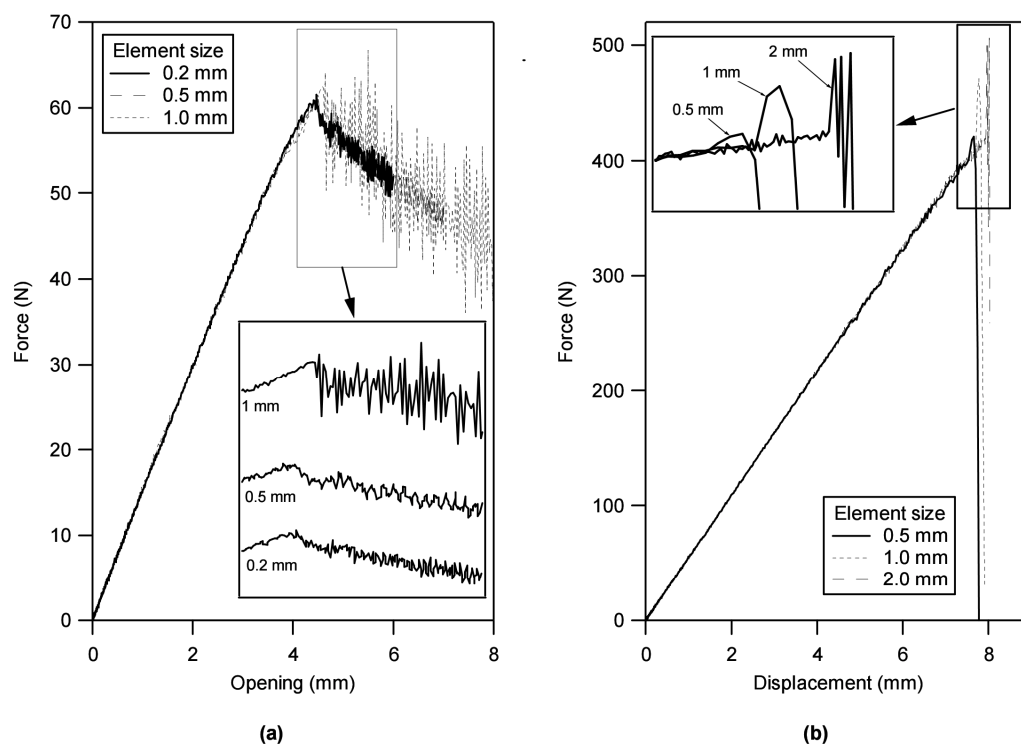 70
60
50
40
30
20
10
0
Force (N)
Element size
0.2 mm
0.5 mm
1.0 mm
1 mm
0.5 mm
0.2 mm
0 2 4 6 8
Opening (mm)
(a)
500
400
300
200
100
0
Force (N)
2 mm
1 mm
0.5 mm
Element size
0.5 mm
1.0 mm
2.0 mm
0 2 4 6 8
Displacement (mm)
(b)